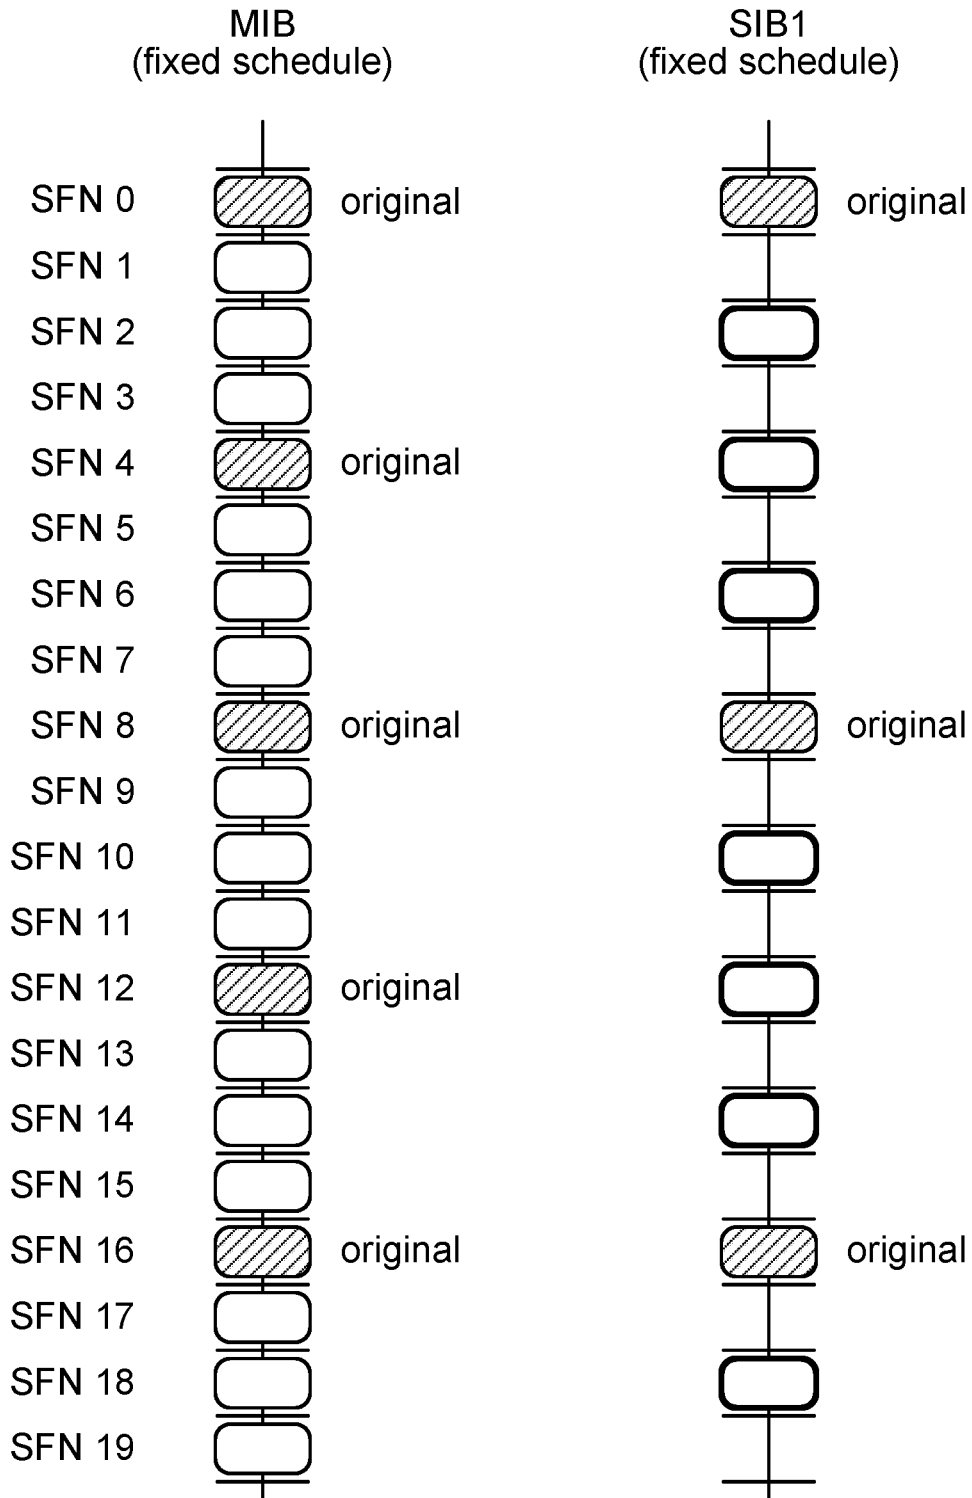 MIB
(fixed schedule)
SIB1
(fixed schedule)
SFN 0 original original
SFN 1
SFN 2
SFN 3
SFN 4 original
SFN 5
SFN 6
SFN 7
SFN 8 original original
SFN 9
SFN 10
SFN 11
SFN 12 original
SFN 13
SFN 14
SFN 15
SFN 16 original original
SFN 17
SFN 18
SFN 19